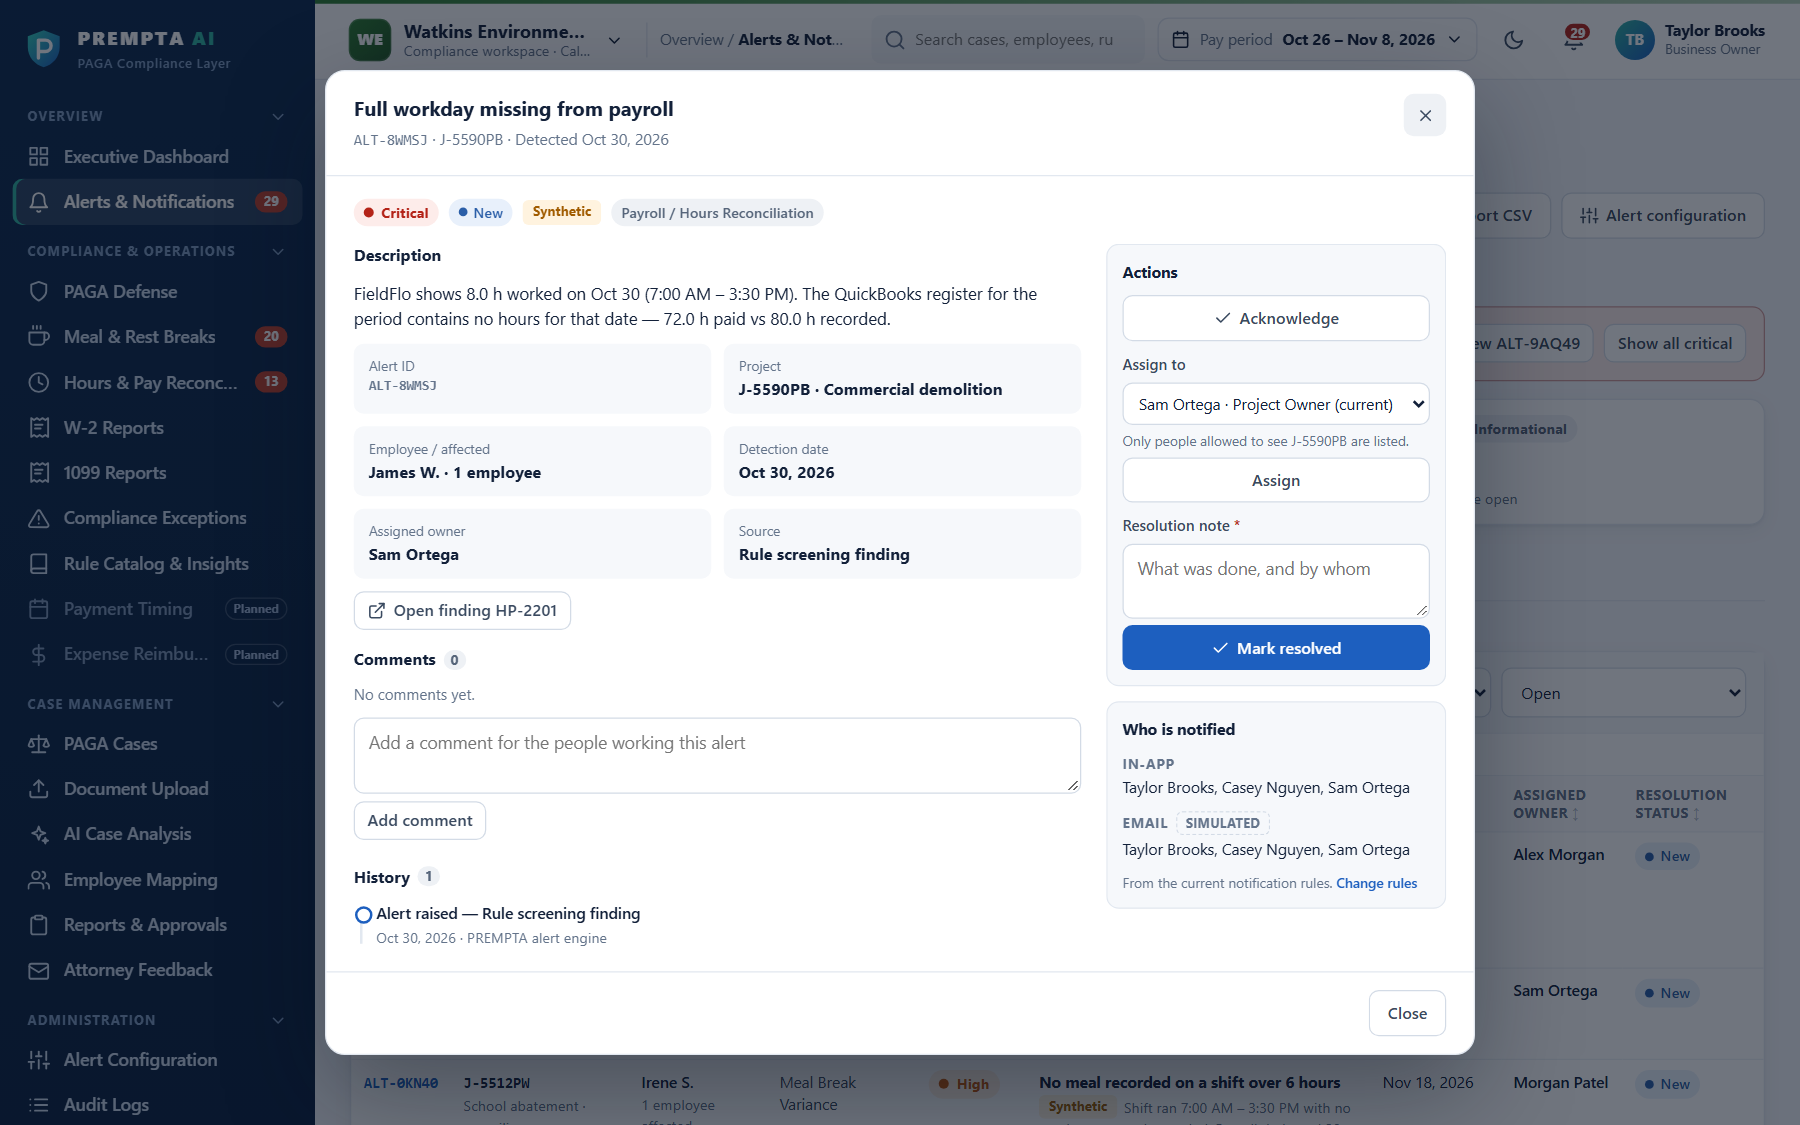 PREMPTA AI
PAGA Compliance Layer
OVERVIEW
Executive Dashboard
Alerts & Notifications 29
COMPLIANCE & OPERATIONS
PAGA Defense
Meal & Rest Breaks 20
Hours & Pay Reconc... 13
W-2 Reports
1099 Reports
Compliance Exceptions
Rule Catalog & Insights
Payment Timing Planned
Expense Reimbu... Planned
CASE MANAGEMENT
PAGA Cases
Document Upload
AI Case Analysis
Employee Mapping
Reports & Approvals
Attorney Feedback
ADMINISTRATION
Alert Configuration
Audit Logs
WE
Watkins Environme...
Compliance workspace · Cal...
Overview / Alerts & Not...
Search cases, employees, ru
Pay period Oct 26 – Nov 8, 2026
29
TB
Taylor Brooks
Business Owner
Full workday missing from payroll
ALT-8WMSJ · J-5590PB · Detected Oct 30, 2026
Critical
New
Synthetic
Payroll / Hours Reconciliation
Description
FieldFlo shows 8.0 h worked on Oct 30 (7:00 AM – 3:30 PM). The QuickBooks register for the
period contains no hours for that date — 72.0 h paid vs 80.0 h recorded.
Alert ID
ALT-8WMSJ
Project
J-5590PB · Commercial demolition
Employee / affected
James W. · 1 employee
Detection date
Oct 30, 2026
Assigned owner
Sam Ortega
Source
Rule screening finding
Open finding HP-2201
Comments 0
No comments yet.
Add a comment for the people working this alert
Add comment
History 1
Alert raised — Rule screening finding
Oct 30, 2026 · PREMPTA alert engine
Actions
Acknowledge
Assign to
Sam Ortega · Project Owner (current)
Only people allowed to see J-5590PB are listed.
Assign
Resolution note *
What was done, and by whom
Mark resolved
Who is notified
IN-APP
Taylor Brooks, Casey Nguyen, Sam Ortega
EMAIL SIMULATED
Taylor Brooks, Casey Nguyen, Sam Ortega
From the current notification rules. Change rules
Close
ort CSV
Alert configuration
ew ALT-9AQ49
Show all critical
Informational
e open
Open
ASSIGNED
OWNER
RESOLUTION
STATUS
Alex Morgan
New
Sam Ortega
New
ALT-0KN40
J-5512PW
School abatement ·
Irene S.
1 employee
Meal Break
Variance
High
No meal recorded on a shift over 6 hours
Synthetic Shift ran 7:00 AM – 3:30 PM with no
Nov 18, 2026
Morgan Patel
New